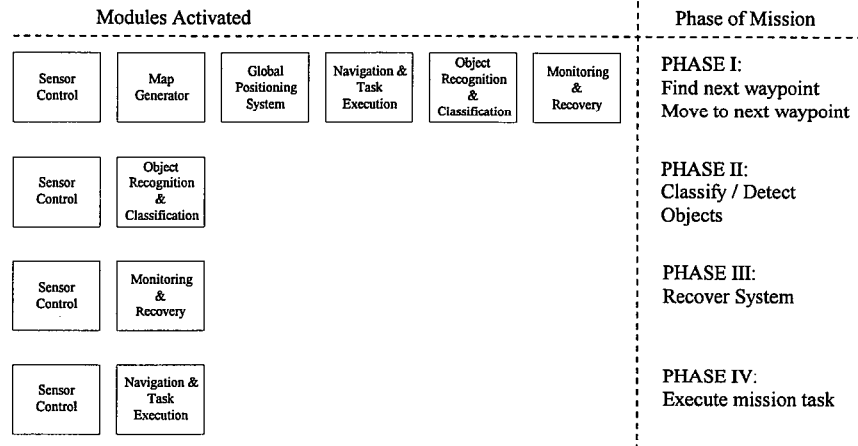 Modules Activated
Phase of Mission
Sensor
Control
Map
Generator
Global
Positioning
System
Navigation &
Task
Execution
Object
Recognition
&
Classification
Monitoring
&
Recovery
PHASE I:
Find next waypoint
Move to next waypoint
Sensor
Control
Object
Recognition
&
Classification
PHASE II:
Classify / Detect
Objects
Sensor
Control
Monitoring
&
Recovery
PHASE III:
Recover System
Sensor
Control
Navigation &
Task
Execution
PHASE IV:
Execute mission task